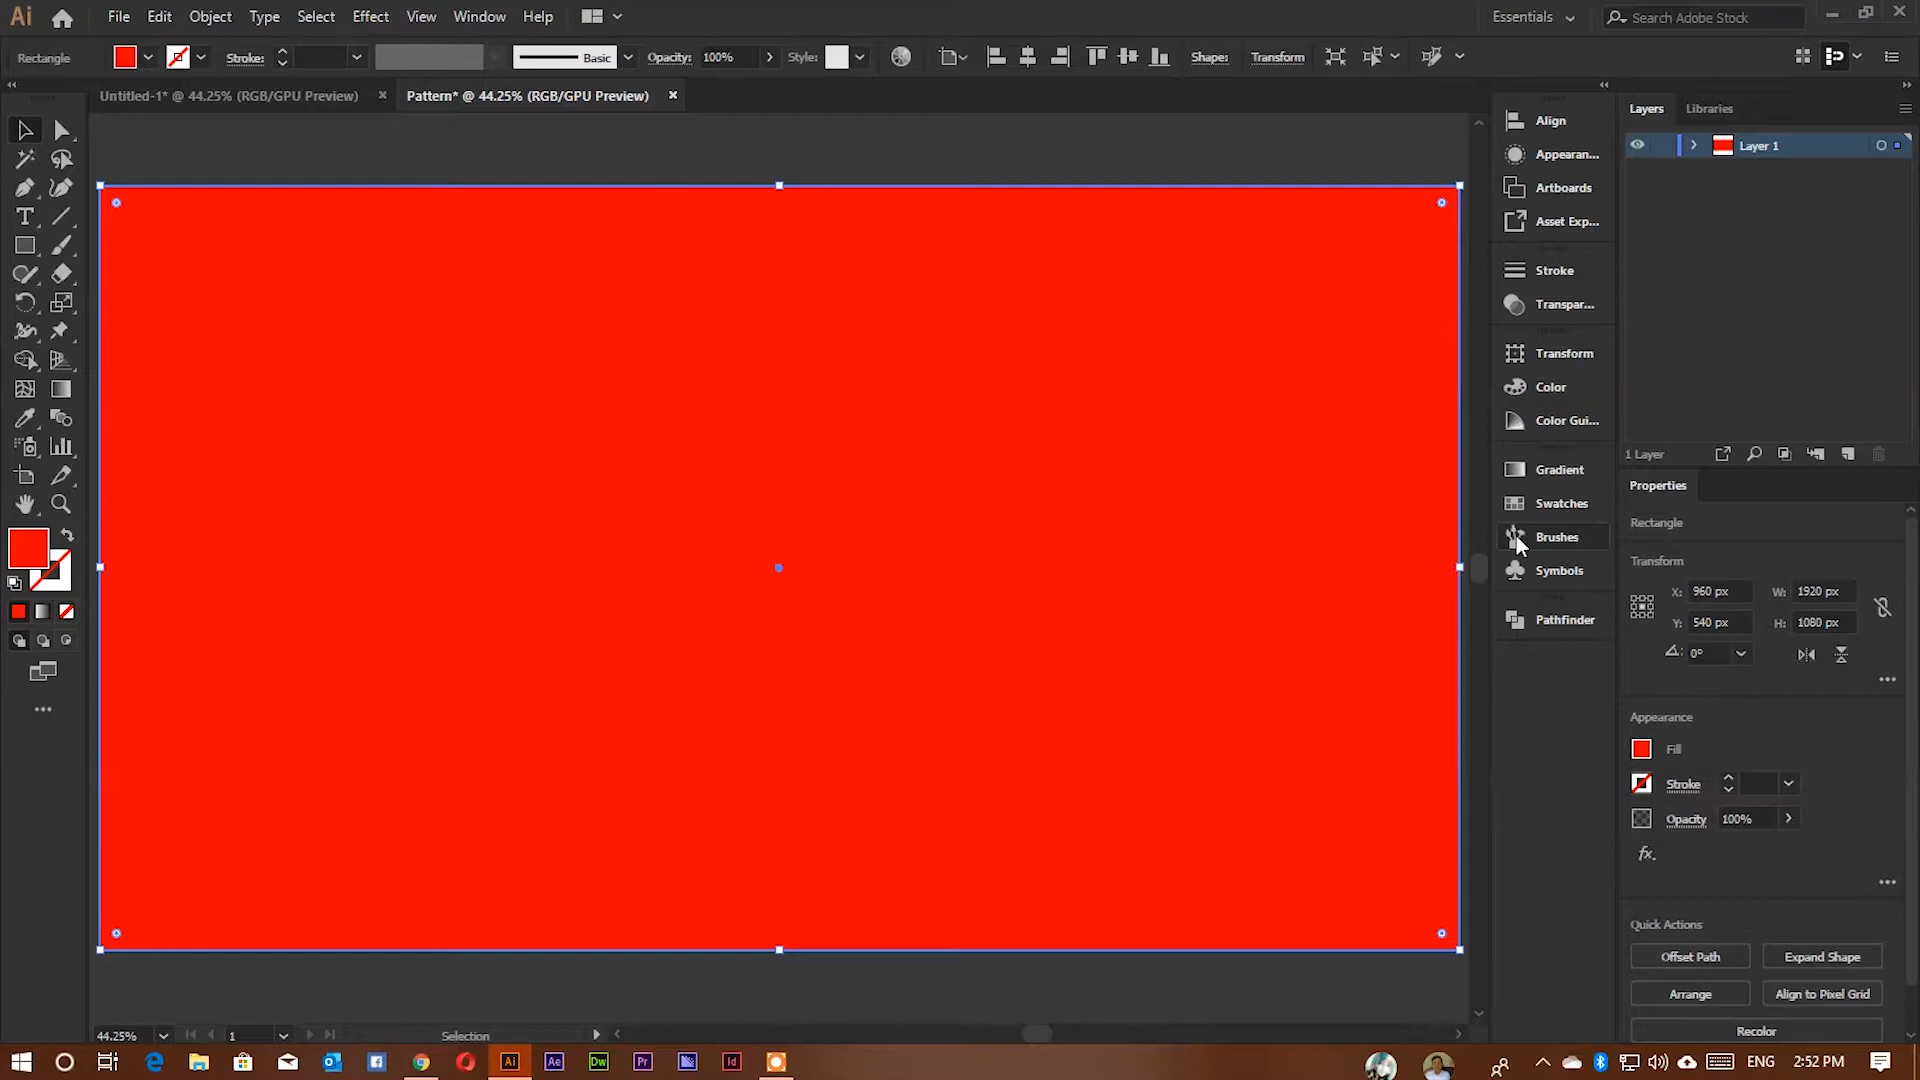 Ai File Edit Object Type Select Effect View Window Help Essentials Search Adobe Stock
Rectangle Stroke: Basic Opacity: 100% Style: Shape: Transform
Untitled-1* @ 44.25% (RGB/GPU Preview) Pattern* @ 44.25% (RGB/GPU Preview)
Layers Libraries
Align
Layer 1
Appearan...
Artboards
Asset Exp...
Stroke
Transpar...
Transform
Color
Color Gui...
1 Layer
Gradient
Properties
Swatches
Rectangle
Brushes
Transform
Symbols
X: 960 px W: 1920 px
Pathfinder
Y: 540 px H: 1080 px
0°
Appearance
Fill
Stroke
Opacity 100%
fx.
Quick Actions
Offset Path Expand Shape
Arrange Align to Pixel Grid
Recolor
44.25% 1 Selection
Ai Ae Dw Pr Id ENG 2:52 PM